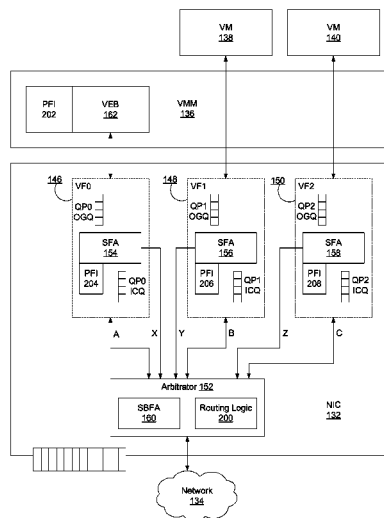 VM
138
VM
140
PFI
202
VEB
162
VMM
136
146
VF0
QP0
OGQ
SFA
154
PFI
204
QP0
ICQ
148
VF1
QP1
OGQ
SFA
156
PFI
206
QP1
ICQ
150
VF2
QP2
OGQ
SFA
158
PFI
208
QP2
ICQ
A
X
Y
B
Z
C
Arbitrator 152
SBFA
160
Routing Logic
200
NIC
132
Network
134